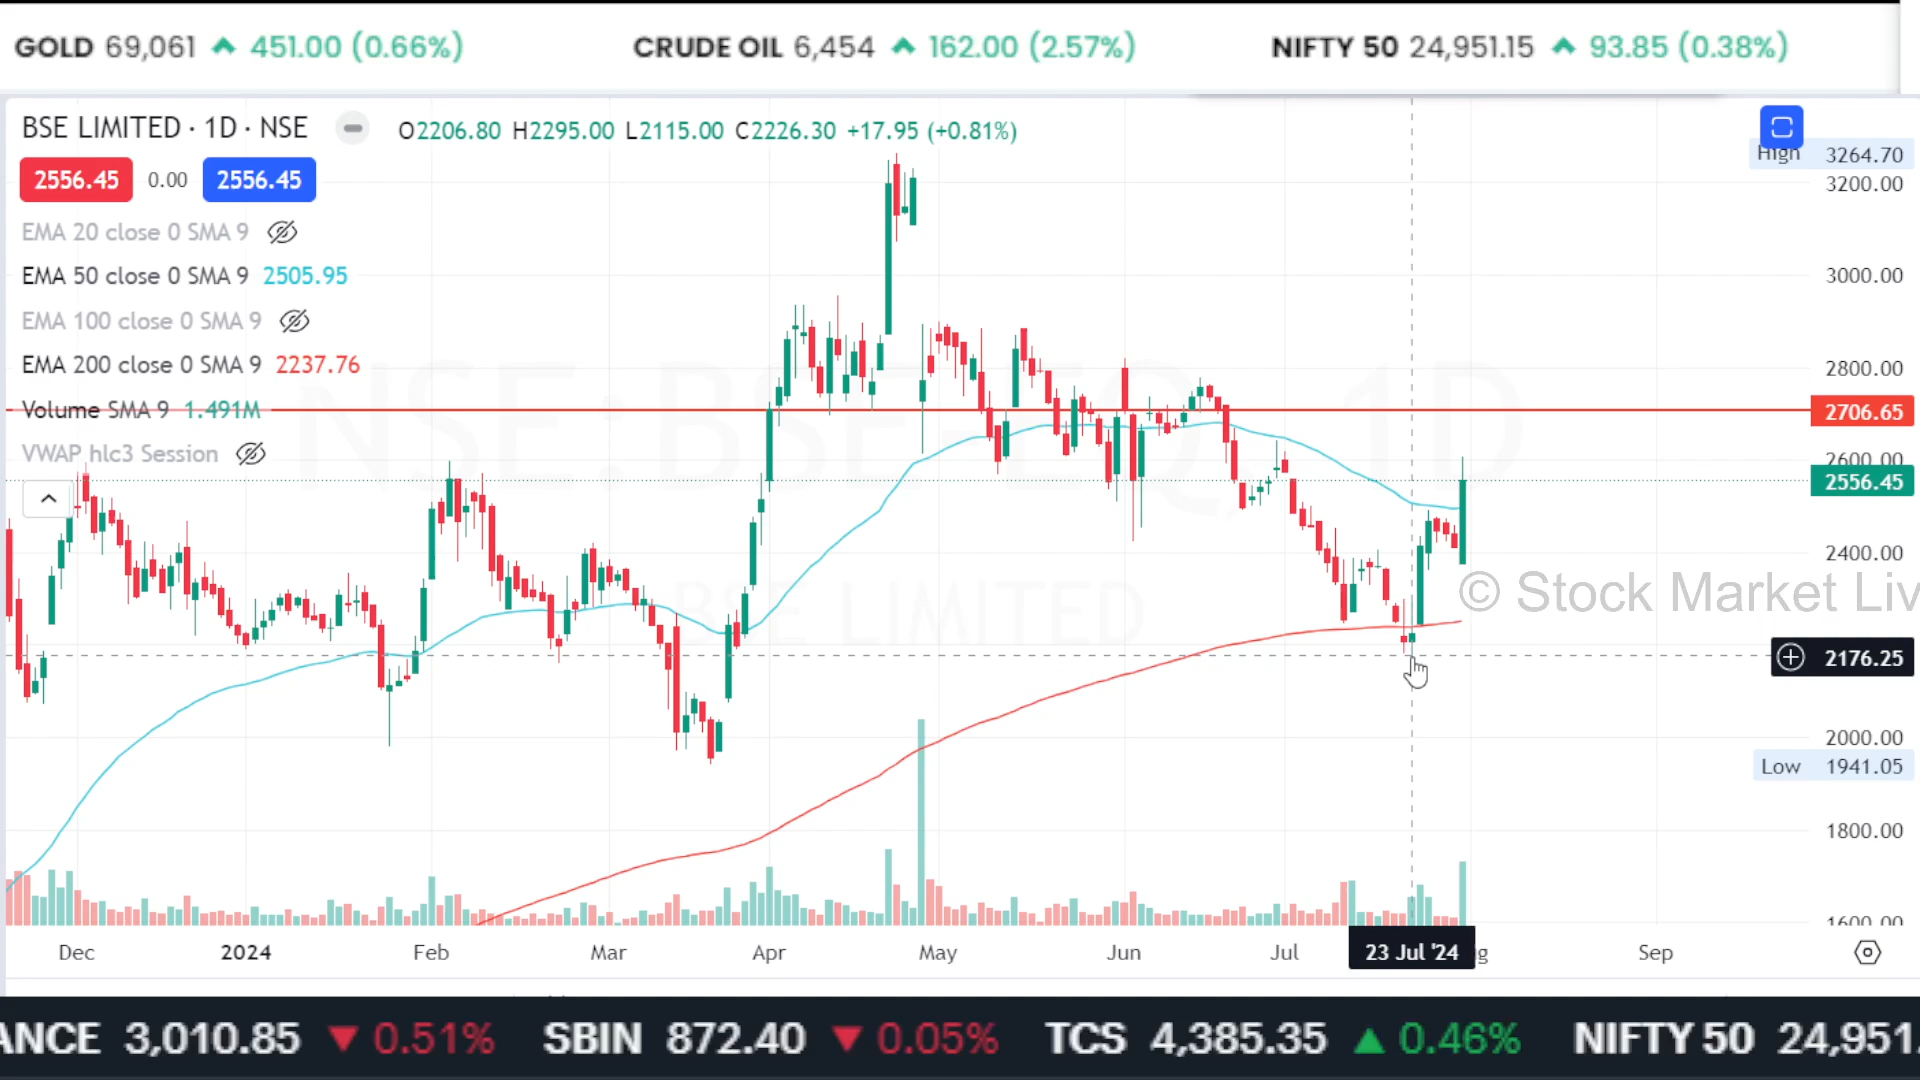 GOLD 69,061 451.00 (0.66%) CRUDE OIL 6,454 162.00 (2.57%) NIFTY 50 24,951.15 93.85 (0.38%)
BSE LIMITED · 1D · NSE O2206.80 H2295.00 L2115.00 C2226.30 +17.95 (+0.81%)
High 3264.70
2556.45 0.00 2556.45
3200.00
EMA 20 close 0 SMA 9
EMA 50 close 0 SMA 9 2505.95
3000.00
EMA 100 close 0 SMA 9
EMA 200 close 0 SMA 9 2237.76
2800.00
Volume SMA 9 1.491M
2706.65
VWAP hlc3 Session
2600.00
2556.45
NSE:BSE-EQ, 1D
2400.00
© Stock Market Liv
BSE LIMITED
2176.25
2000.00
Low 1941.05
1800.00
1600.00
Dec 2024 Feb Mar Apr May Jun Jul 23 Jul '24 g Sep
ANCE 3,010.85 0.51% SBIN 872.40 0.05% TCS 4,385.35 0.46% NIFTY 50 24,951.